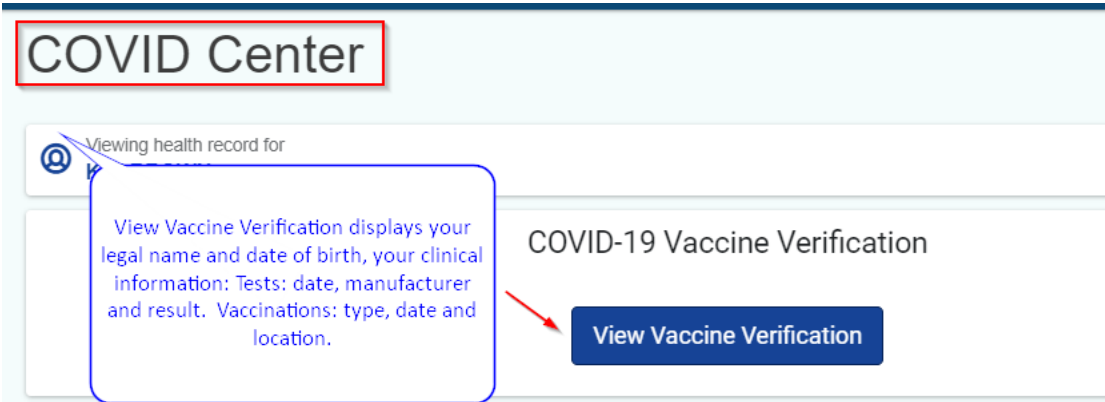 COVID Center
Viewing health record for
View Vaccine Verification displays your
legal name and date of birth, your clinical
information: Tests: date, manufacturer
and result.  Vaccinations: type, date and
location.
COVID-19 Vaccine Verification
View Vaccine Verification